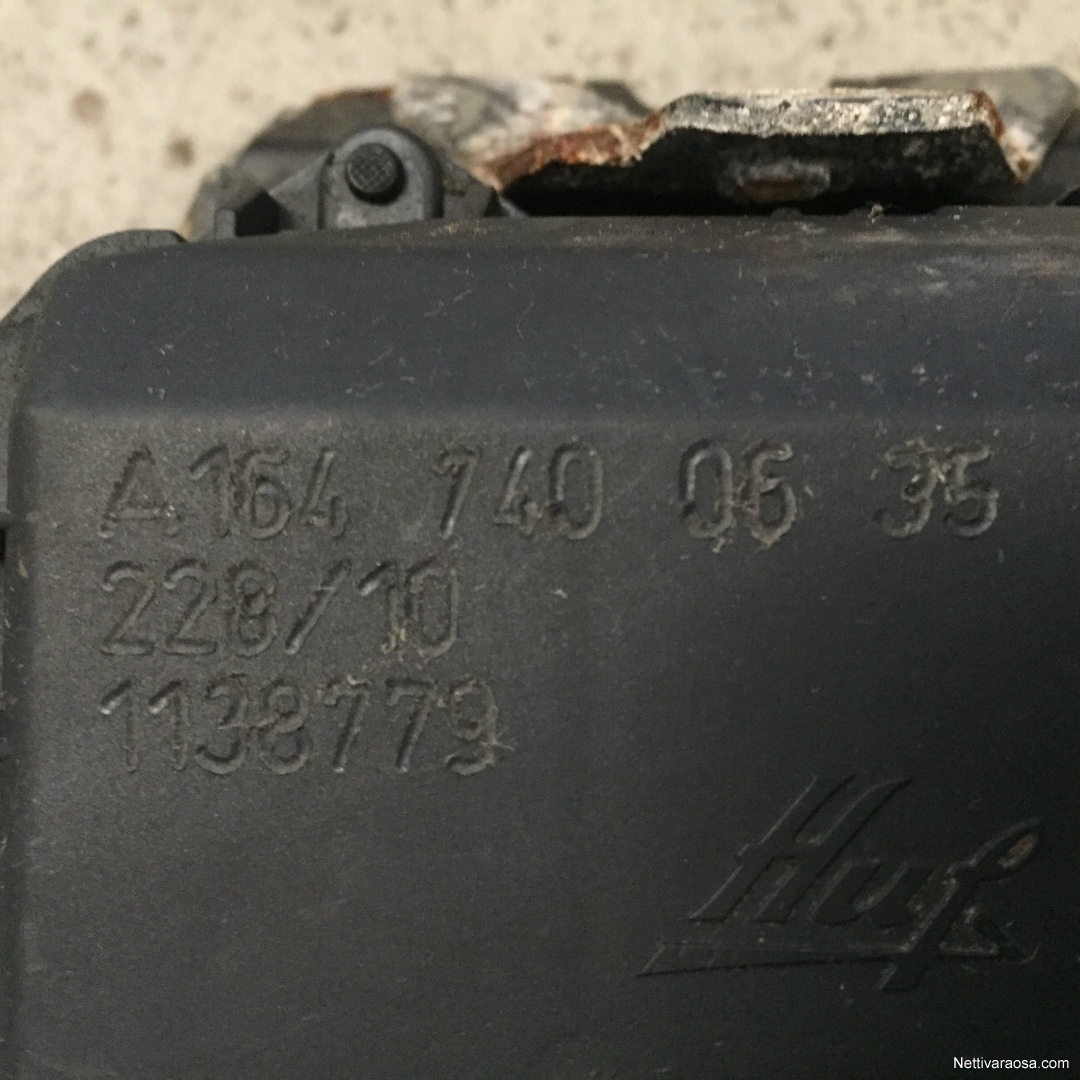 A 164 740 06 35
228/10
1138779
Huf
Nettivaraosa.com